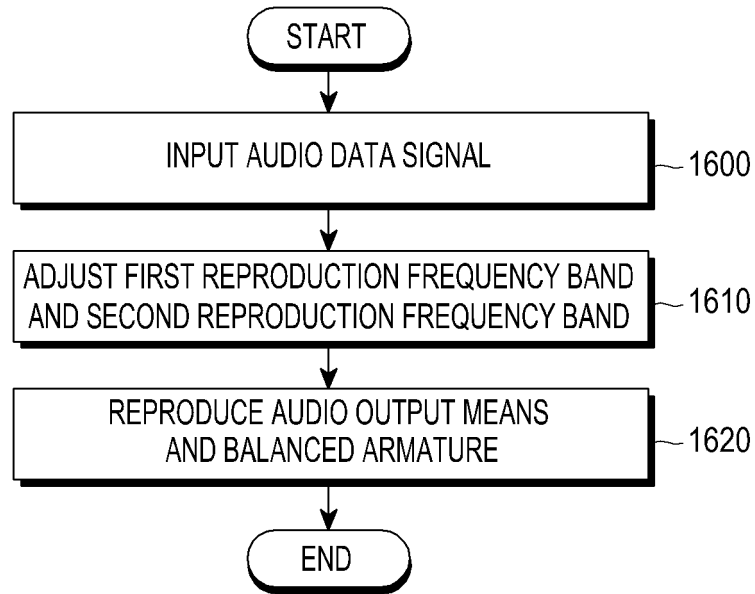 START
INPUT AUDIO DATA SIGNAL
1600
ADJUST FIRST REPRODUCTION FREQUENCY BAND
AND SECOND REPRODUCTION FREQUENCY BAND
1610
REPRODUCE AUDIO OUTPUT MEANS
AND BALANCED ARMATURE
1620
END